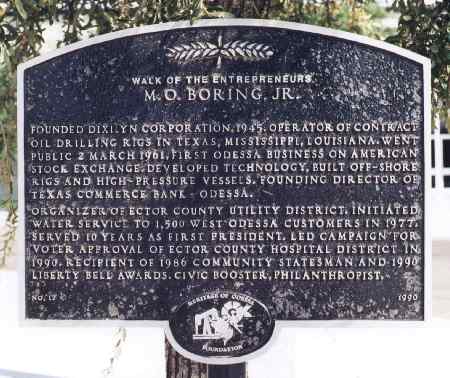 WALK OF THE ENTREPRENEURS
M.O. BORING, JR.
FOUNDED DIXILYN CORPORATION, 1945. OPERATOR OF CONTRACT
OIL DRILLING RIGS IN TEXAS, MISSISSIPPI, LOUISIANA. WENT
PUBLIC 2 MARCH 1961, FIRST ODESSA BUSINESS ON AMERICAN
STOCK EXCHANGE. DEVELOPED TECHNOLOGY, BUILT OFF-SHORE
RIGS AND HIGH-PRESSURE VESSELS. FOUNDING DIRECTOR OF
TEXAS COMMERCE BANK - ODESSA.
ORGANIZER OF ECTOR COUNTY UTILITY DISTRICT. INITIATED
WATER SERVICE TO 1,500 WEST ODESSA CUSTOMERS IN 1977.
SERVED 10 YEARS AS FIRST PRESIDENT. LED CAMPAIGN FOR
VOTER APPROVAL OF ECTOR COUNTY HOSPITAL DISTRICT IN
1990. RECIPIENT OF 1986 COMMUNITY STATESMAN AND 1990
LIBERTY BELL AWARDS. CIVIC BOOSTER, PHILANTHROPIST.
NO. 17 1990
HERITAGE OF ODESSA
FOUNDATION